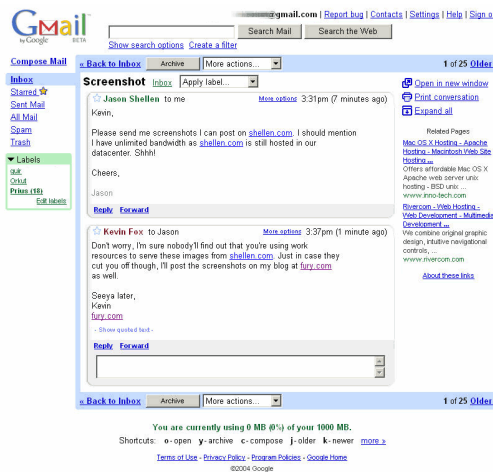 Gmail
by Google BETA
@gmail.com | Report bug | Contacts | Settings | Help | Sign o
Search Mail Search the Web
Show search options Create a filter
Compose Mail
Inbox
Starred
Sent Mail
All Mail
Spam
Trash
Labels
Orkut
Prius (18)
Edit labels
« Back to Inbox Archive More actions... 1 of 25 Older
Screenshot Inbox Apply label...
Jason Shellen to me More options 3:31pm (7 minutes ago)
Kevin,
Please send me screenshots I can post on shellen.com. I should mention
I have unlimited bandwidth as shellen.com is still hosted in our
datacenter. Shhh!
Cheers,
Jason
Reply Forward
Kevin Fox to Jason More options 3:37pm (1 minute ago)
Don't worry, I'm sure nobody'll find out that you're using work
resources to serve these images from shellen.com. Just in case they
cut you off though, I'll post the screenshots on my blog at fury.com
as well.
Seeya later,
Kevin
fury.com
- Show quoted text -
Reply Forward
Open in new window
Print conversation
Expand all
Related Pages
Mac OS X Hosting - Apache
Hosting - Macintosh Web Site
Hosting ...
Offers affordable Mac OS X
Apache web server unix
hosting - BSD unix ...
www.inno-tech.com
Rivercom - Web Hosting -
Web Development - Multimedia
Development ...
We combine original graphic
design, intuitive navigational
controls, ...
www.rivercom.com
About these links
« Back to Inbox Archive More actions... 1 of 25 Older
You are currently using 0 MB (0%) of your 1000 MB.
Shortcuts: o - open y - archive c - compose j - older k - newer more »
Terms of Use - Privacy Policy - Program Policies - Google Home
©2004 Google